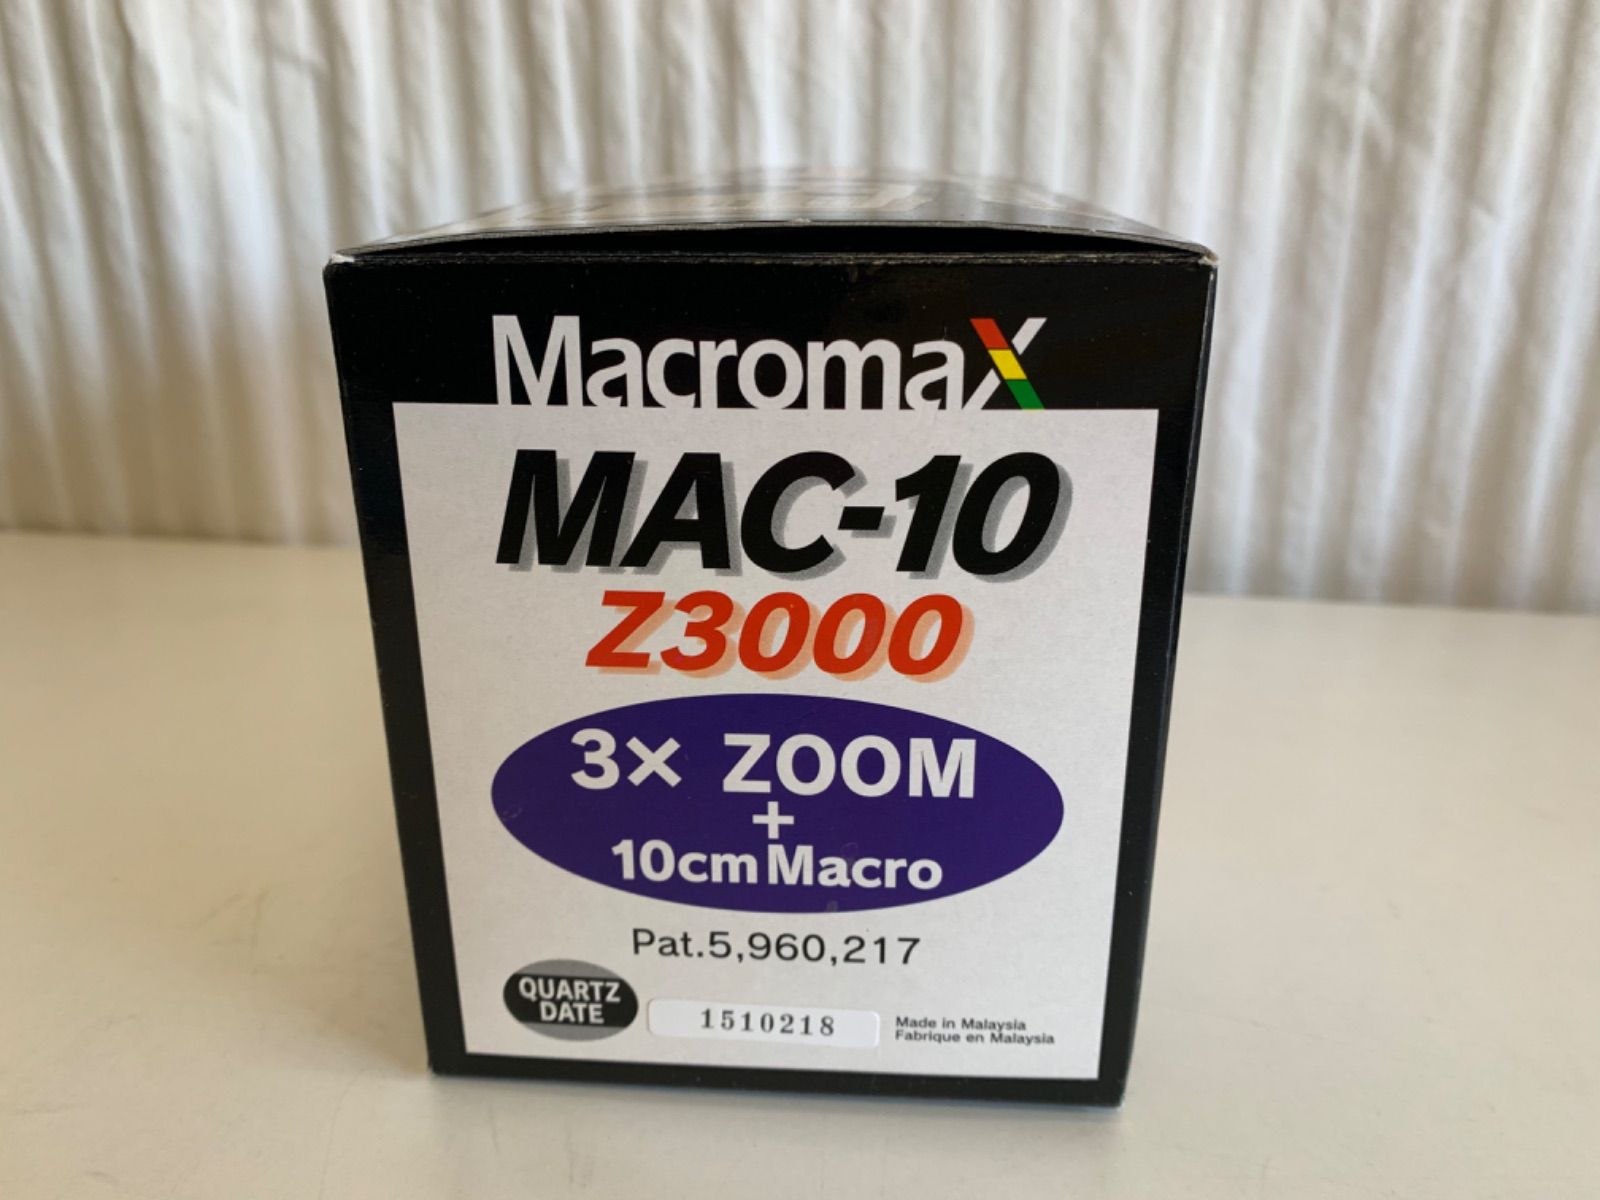 Macromax
MAC-10
Z3000
3× ZOOM
+
10cm Macro
Pat.5,960,217
QUARTZ
DATE
1510218
Made in Malaysia
Fabrique en Malaysia